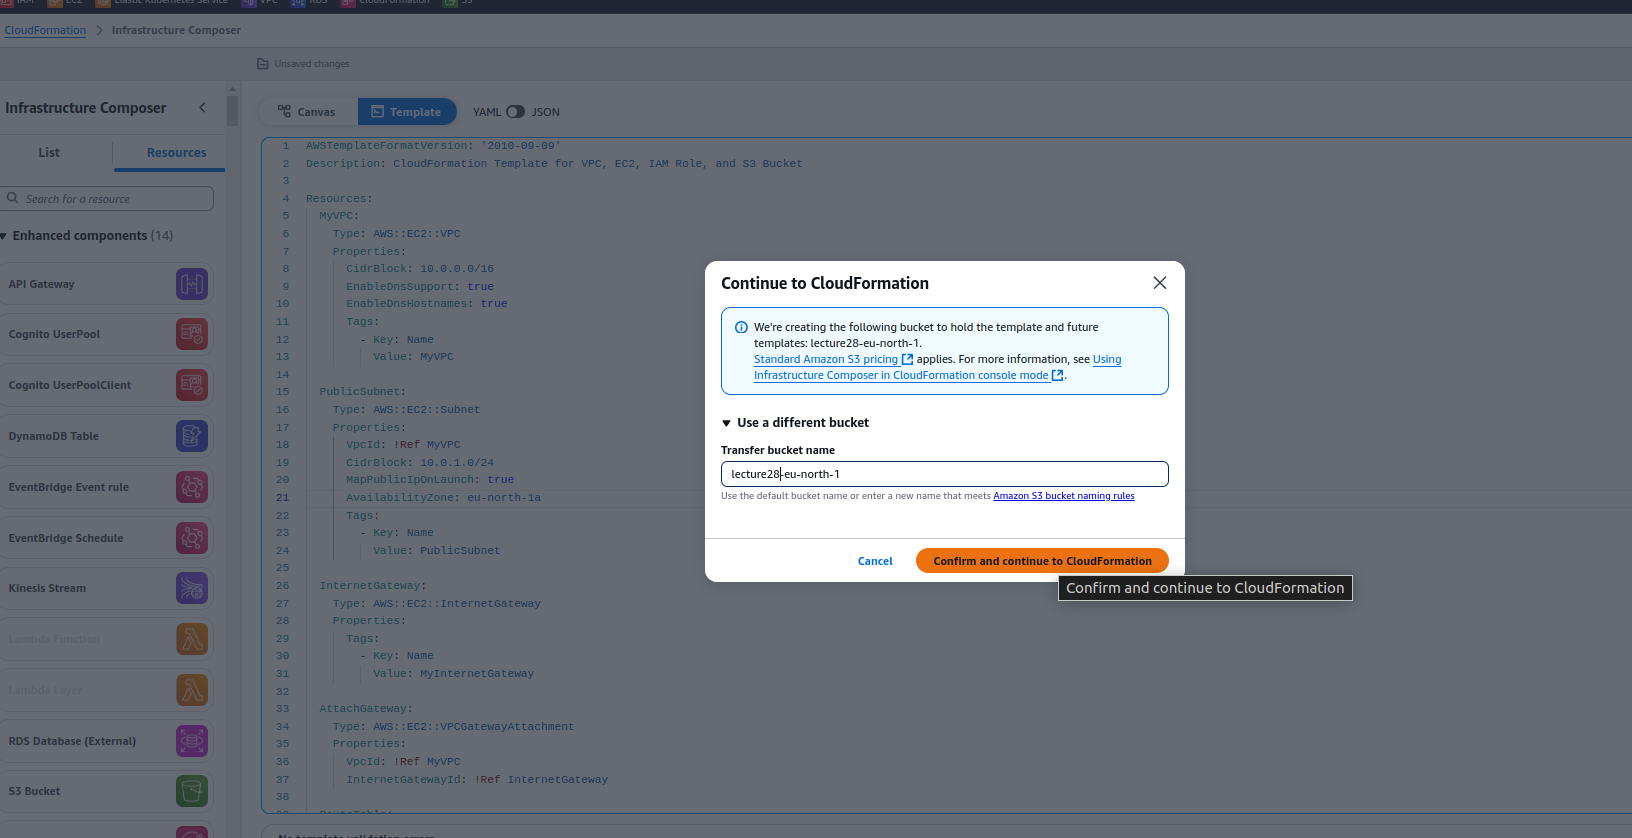 IAM EC2 Elastic Kubernetes Service VPC RDS CloudFormation S3
CloudFormation > Infrastructure Composer
Unsaved changes
Infrastructure Composer
List Resources
Search for a resource
Enhanced components (14)
API Gateway
Cognito UserPool
Cognito UserPoolClient
DynamoDB Table
EventBridge Event rule
EventBridge Schedule
Kinesis Stream
Lambda Function
Lambda Layer
RDS Database (External)
S3 Bucket
Canvas Template YAML JSON
1 AWSTemplateFormatVersion: '2010-09-09'
2 Description: CloudFormation Template for VPC, EC2, IAM Role, and S3 Bucket
3
4 Resources:
5 MyVPC:
6 Type: AWS::EC2::VPC
7 Properties:
8 CidrBlock: 10.0.0.0/16
9 EnableDnsSupport: true
10 EnableDnsHostnames: true
11 Tags:
12 - Key: Name
13 Value: MyVPC
14
15 PublicSubnet:
16 Type: AWS::EC2::Subnet
17 Properties:
18 VpcId: !Ref MyVPC
19 CidrBlock: 10.0.1.0/24
20 MapPublicIpOnLaunch: true
21 AvailabilityZone: eu-north-1a
22 Tags:
23 - Key: Name
24 Value: PublicSubnet
25
26 InternetGateway:
27 Type: AWS::EC2::InternetGateway
28 Properties:
29 Tags:
30 - Key: Name
31 Value: MyInternetGateway
32
33 AttachGateway:
34 Type: AWS::EC2::VPCGatewayAttachment
35 Properties:
36 VpcId: !Ref MyVPC
37 InternetGatewayId: !Ref InternetGateway
38
39 RouteTable:
No template validation errors
Continue to CloudFormation
We're creating the following bucket to hold the template and future
templates: lecture28-eu-north-1.
Standard Amazon S3 pricing applies. For more information, see Using
Infrastructure Composer in CloudFormation console mode.
Use a different bucket
Transfer bucket name
lecture28-eu-north-1
Use the default bucket name or enter a new name that meets Amazon S3 bucket naming rules
Cancel Confirm and continue to CloudFormation
Confirm and continue to CloudFormation